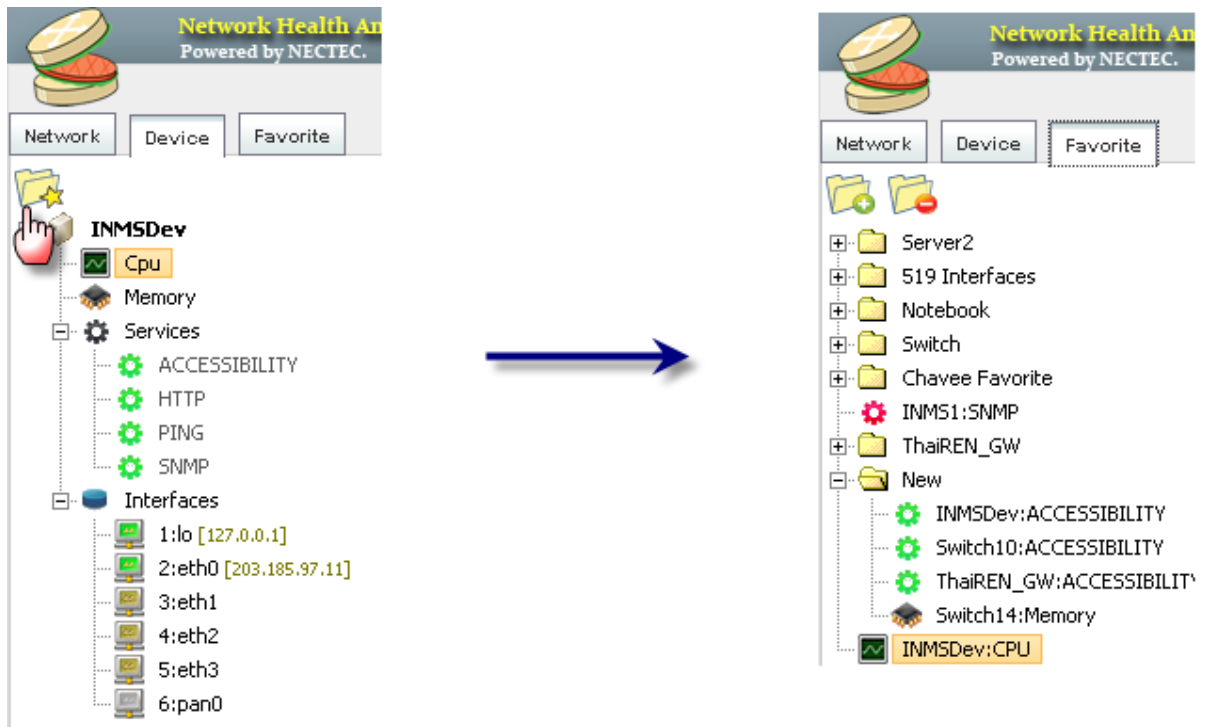 Network Health An
Powered by NECTEC.
Network
Device
Favorite
INMSDev
Cpu
Memory
Services
ACCESSIBILITY
HTTP
PING
SNMP
Interfaces
1:lo [127.0.0.1]
2:eth0 [203.185.97.11]
3:eth1
4:eth2
5:eth3
6:pan0
Network Health An
Powered by NECTEC.
Network
Device
Favorite
Server2
519 Interfaces
Notebook
Switch
Chavee Favorite
INMS1:SNMP
ThaiREN_GW
New
INMSDev:ACCESSIBILITY
Switch10:ACCESSIBILITY
ThaiREN_GW:ACCESSIBILITY
Switch14:Memory
INMSDev:CPU